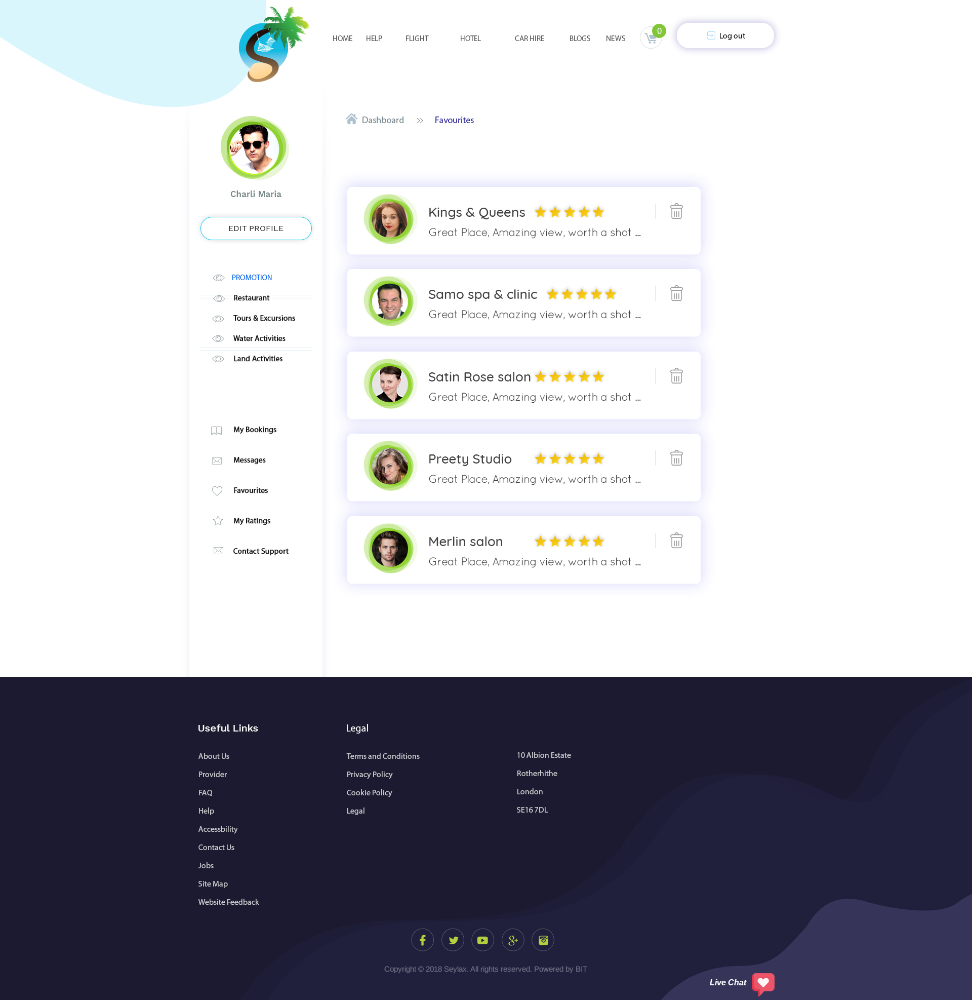 HOME HELP FLIGHT HOTEL CAR HIRE BLOGS NEWS 0 Log out
Dashboard Favourites
Charli Maria
EDIT PROFILE
PROMOTION
Restaurant
Tours & Excursions
Water Activities
Land Activities
My Bookings
Messages
Favourites
My Ratings
Contact Support
Kings & Queens
Great Place, Amazing view, worth a shot ...
Samo spa & clinic
Great Place, Amazing view, worth a shot ...
Satin Rose salon
Great Place, Amazing view, worth a shot ...
Preety Studio
Great Place, Amazing view, worth a shot ...
Merlin salon
Great Place, Amazing view, worth a shot ...
Useful Links
About Us
Provider
FAQ
Help
Accessbility
Contact Us
Jobs
Site Map
Website Feedback
Legal
Terms and Conditions
Privacy Policy
Cookie Policy
Legal
10 Albion Estate
Rotherhithe
London
SE16 7DL
Copyright © 2018 Seylax. All rights reserved. Powered by BIT
Live Chat